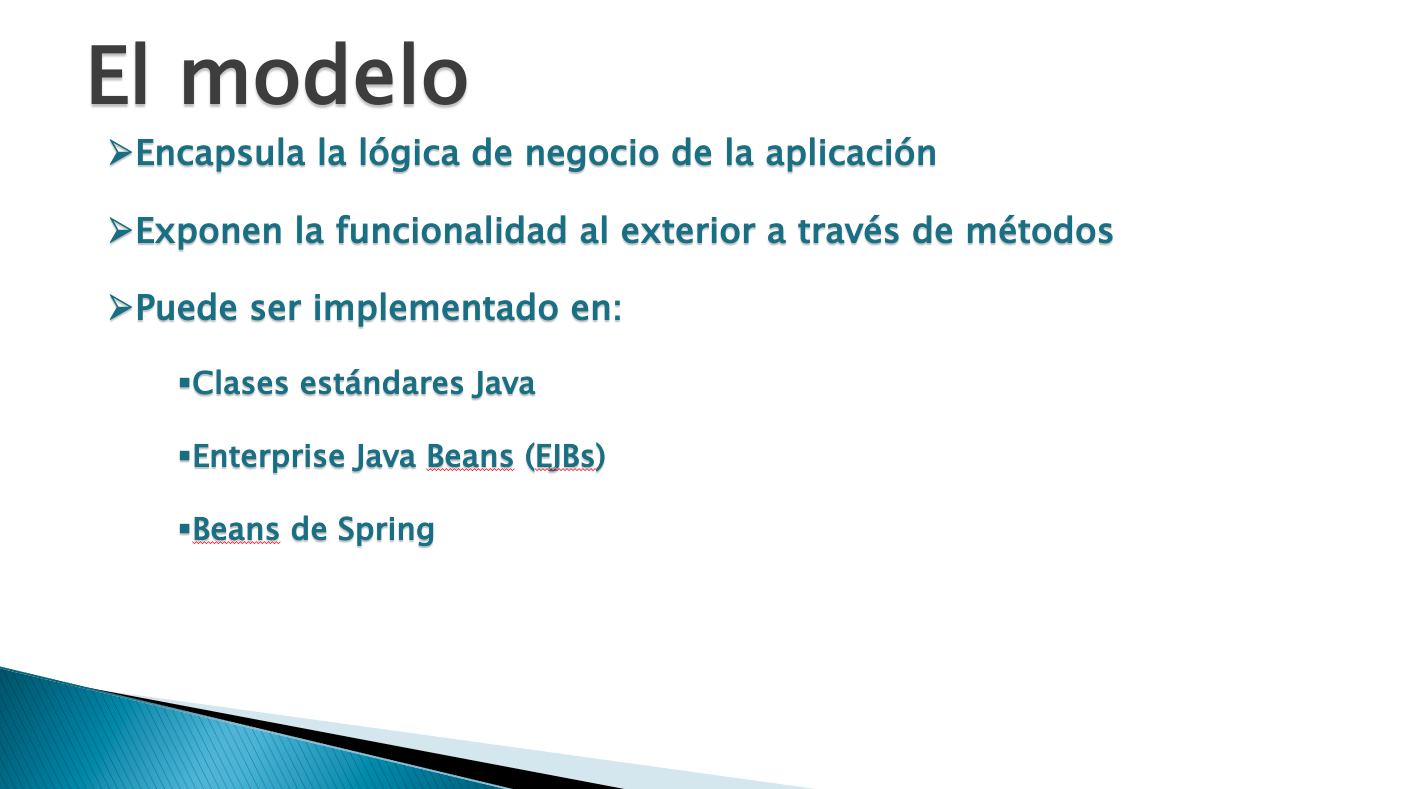 El modelo
➢Encapsula la lógica de negocio de la aplicación
➢Exponen la funcionalidad al exterior a través de métodos
➢Puede ser implementado en:
▪Clases estándares Java
▪Enterprise Java Beans (EJBs)
▪Beans de Spring